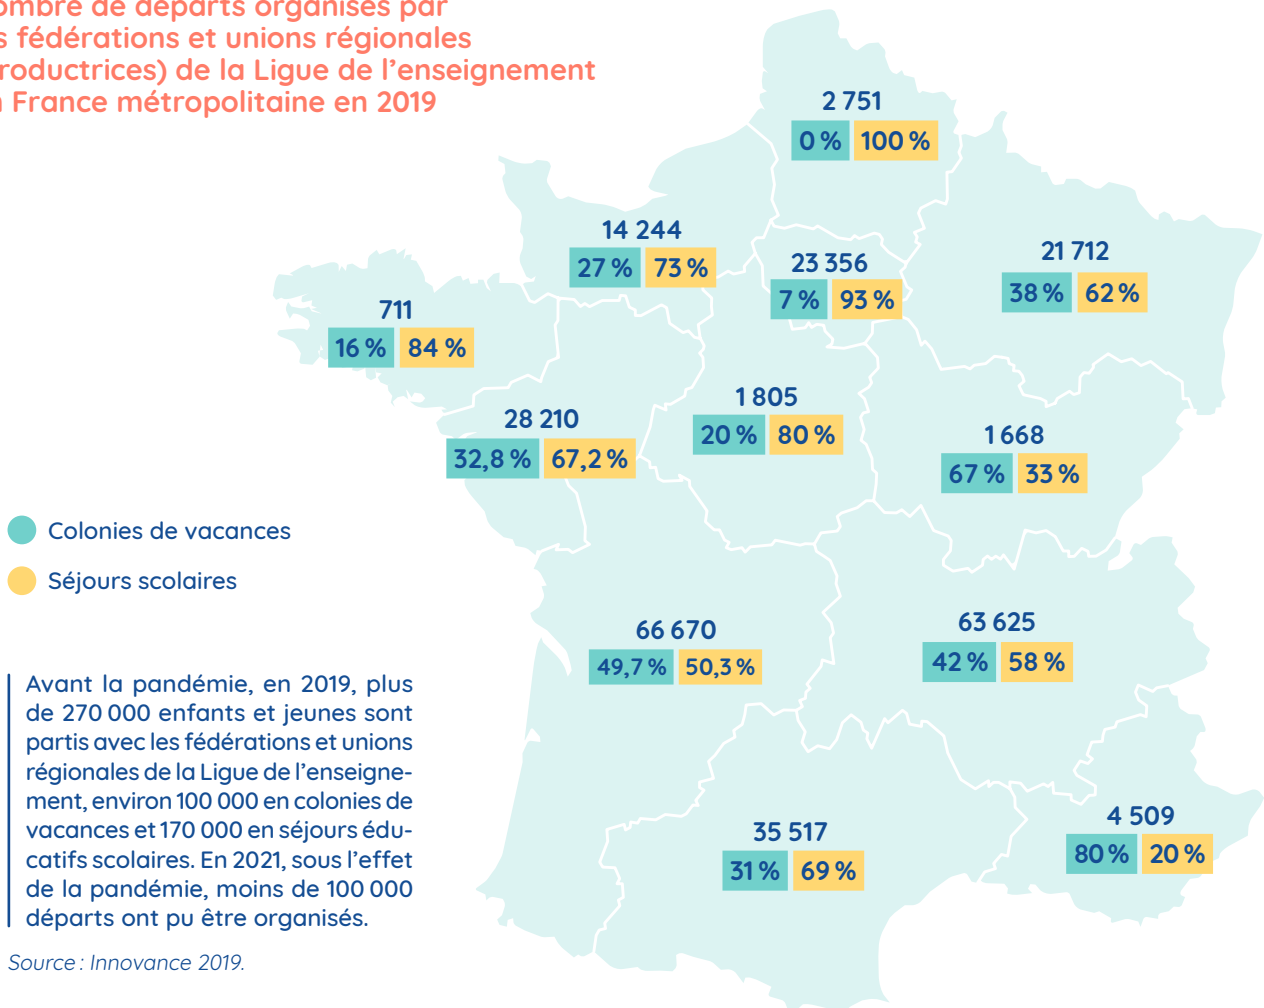 ombre de départs organisés par
s fédérations et unions régionales
roductrices) de la Ligue de l’enseignement
n France métropolitaine en 2019
2 751
0 % 100 %
14 244
27 % 73 %
23 356
7 % 93 %
21 712
38 % 62 %
711
16 % 84 %
28 210
32,8 % 67,2 %
1 805
20 % 80 %
1 668
67 % 33 %
Colonies de vacances
Séjours scolaires
66 670
49,7 % 50,3 %
63 625
42 % 58 %
35 517
31 % 69 %
4 509
80 % 20 %
Avant la pandémie, en 2019, plus
de 270 000 enfants et jeunes sont
partis avec les fédérations et unions
régionales de la Ligue de l’enseigne-
ment, environ 100 000 en colonies de
vacances et 170 000 en séjours édu-
catifs scolaires. En 2021, sous l’effet
de la pandémie, moins de 100 000
départs ont pu être organisés.
Source : Innovance 2019.